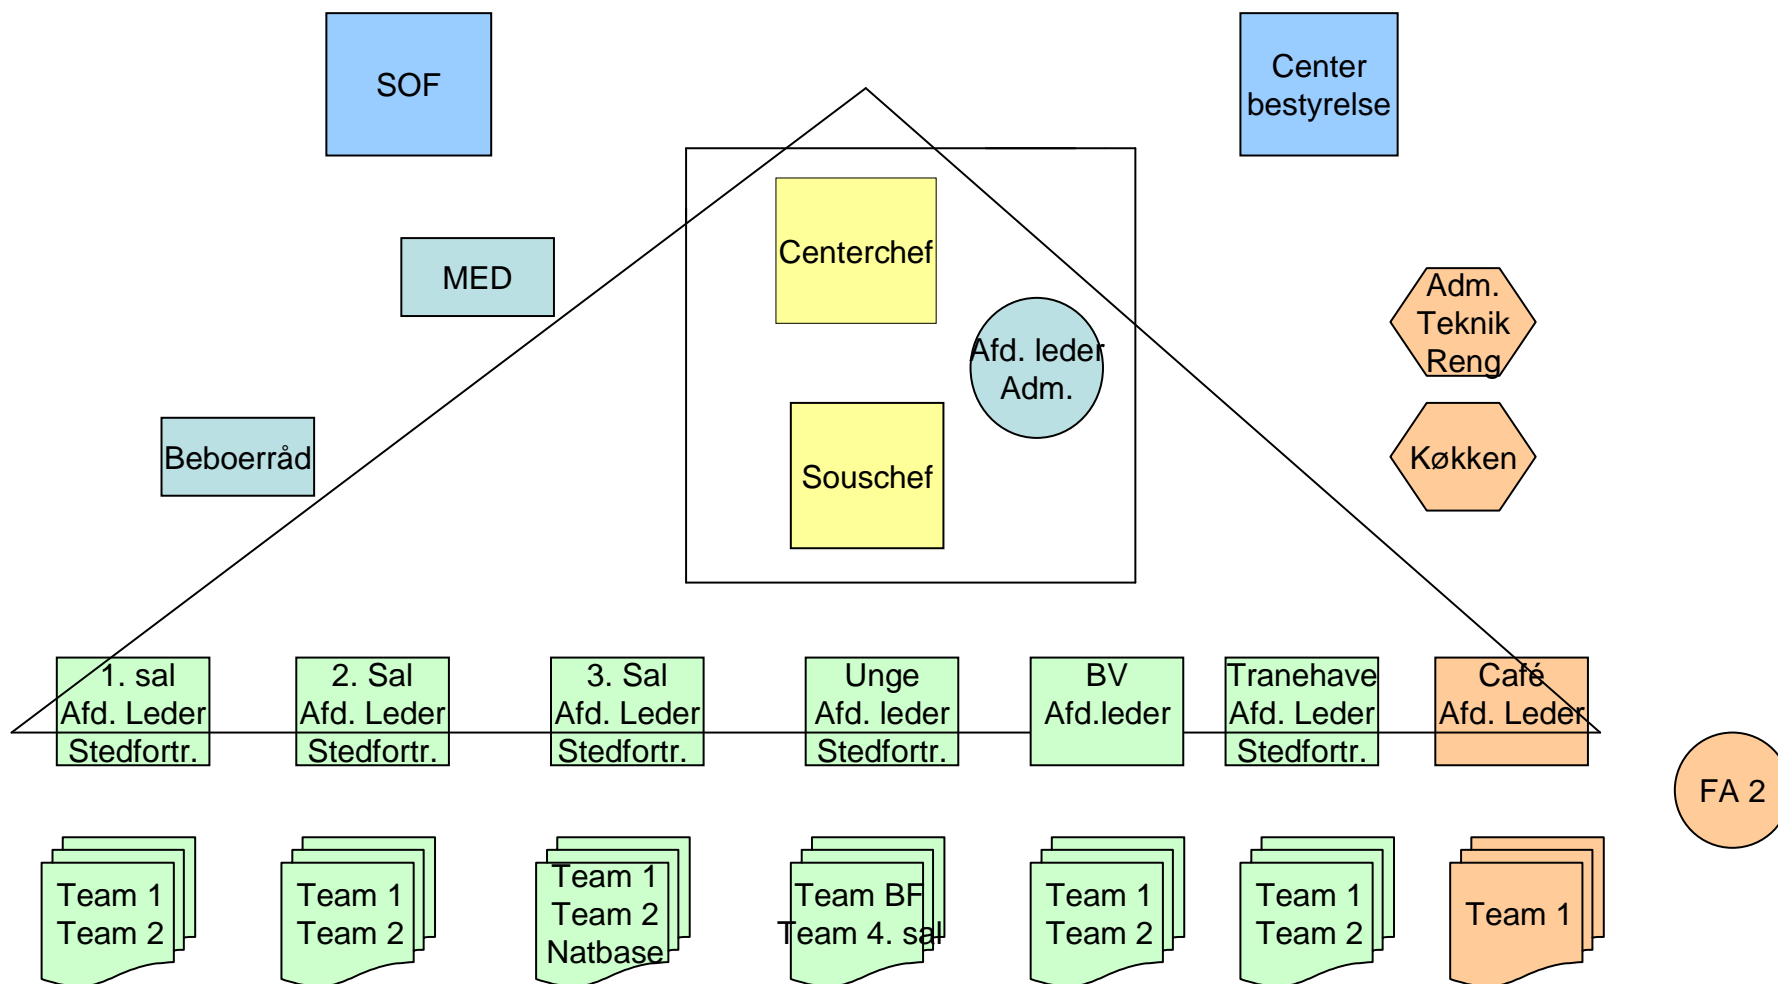 SOF
Center
bestyrelse
Centerchef
MED
Adm.
Teknik
Reng
Afd. leder
Adm.
Beboerråd
Souschef
Køkken
1. sal
Afd. Leder
Stedfortr.
2. Sal
Afd. Leder
Stedfortr.
3. Sal
Afd. Leder
Stedfortr.
Unge
Afd. leder
Stedfortr.
BV
Afd.leder
Tranehave
Afd. Leder
Stedfortr.
Café
Afd. Leder
FA 2
Team 1
Team 2
Team 1
Team 2
Team 1
Team 2
Natbase
Team BF
Team 4. sal
Team 1
Team 2
Team 1
Team 2
Team 1